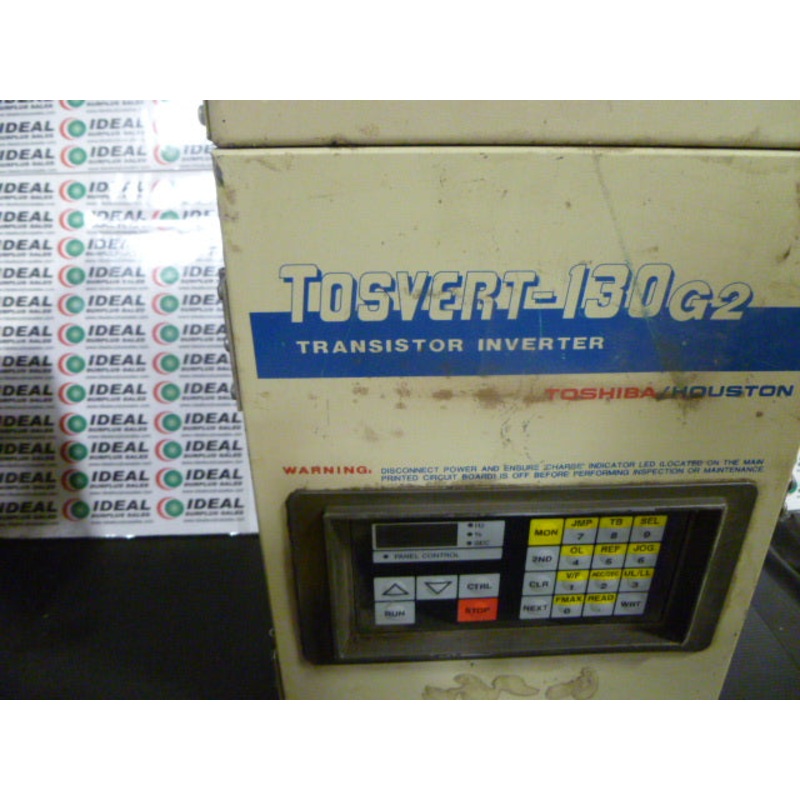 IDEAL
SURPLUS SALES
TOSVERT-130G2
TRANSISTOR INVERTER
TOSHIBA/HOUSTON
WARNING. DISCONNECT POWER AND ENSURE "CHARGE" INDICATOR LED (LOCATED ON THE MAIN
PRINTED CIRCUIT BOARD) IS OFF BEFORE PERFORMING INSPECTION OR MAINTENANCE
HZ
%
SEC
PANEL CONTROL
CTRL
RUN
STOP
MON JMP 7 TB 8 SEL 9
2ND OL 4 REF 5 JOG 6
CLR V/F 1 ACC/DEC 2 UL/LL 3
NEXT FMAX 0 READ WRT